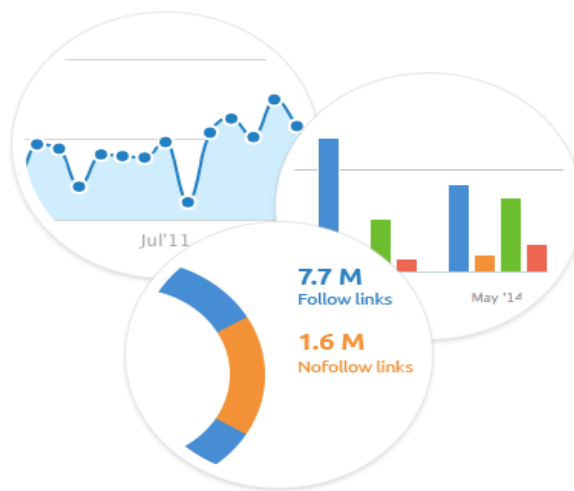 Jul'11
May '14
7.7 M
Follow links
1.6 M
Nofollow links